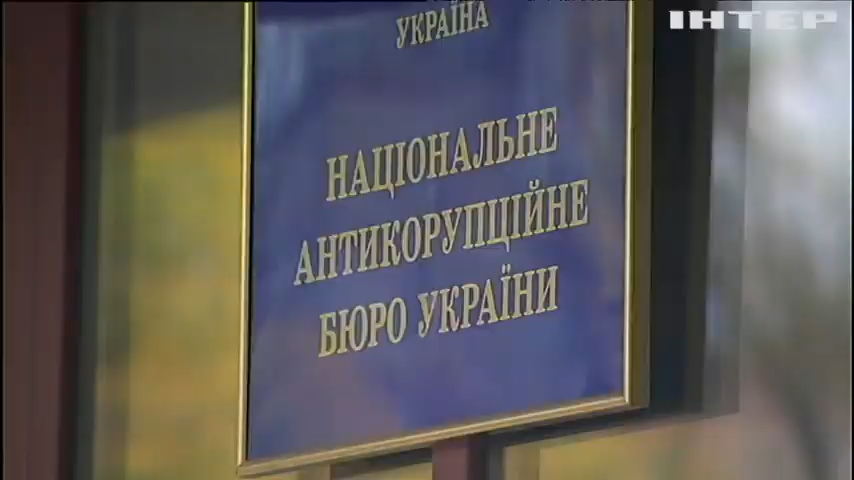 ІНТЕР
УКРАЇНА
НАЦІОНАЛЬНЕ
АНТИКОРУПЦІЙНЕ
БЮРО УКРАЇНИ